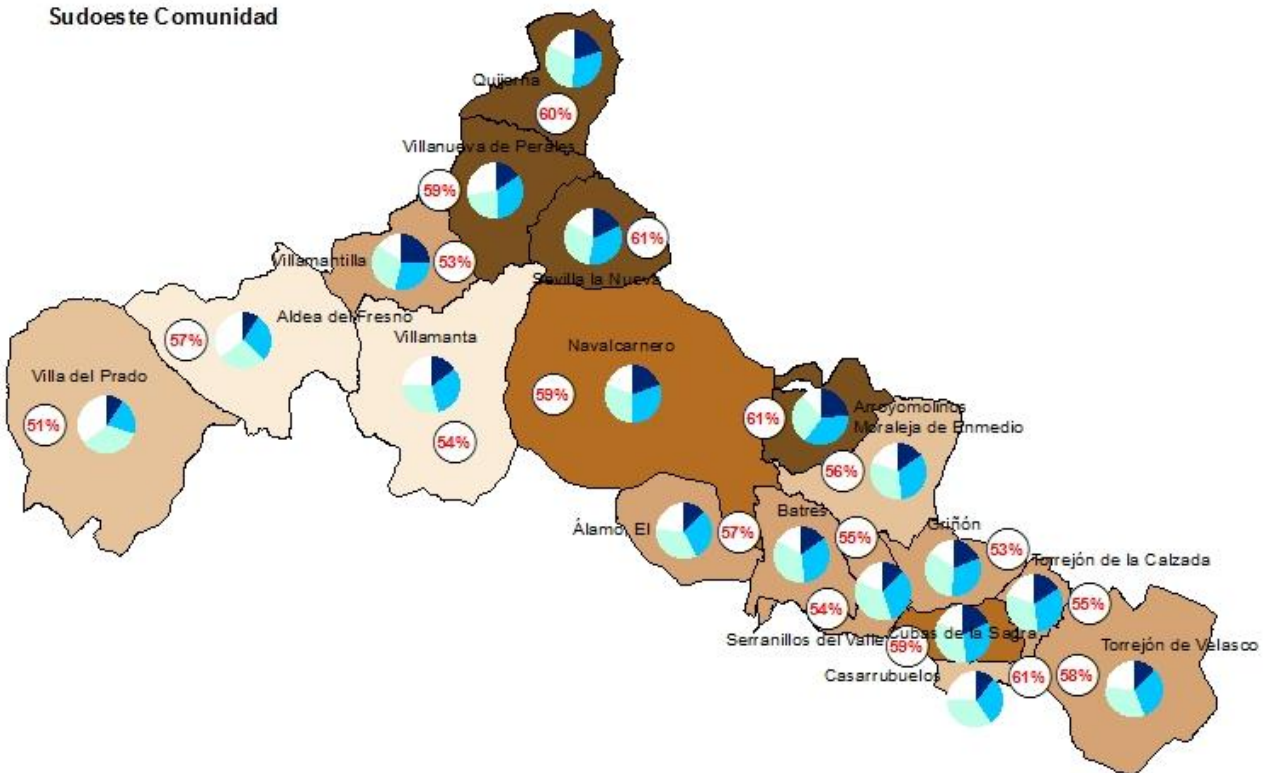 Sudoeste Comunidad
Quijorna
60%
Villanueva de Perales
59%
61%
Villamantilla
53%
Sevilla la Nueva
Aldea del Fresno
57%
Villamanta
Navalcarnero
Villa del Prado
59%
51%
54%
61%
Arroyomolinos
Moraleja de Enmedio
56%
Álamo, El
57%
Batres
55%
Griñón
53%
Torrejón de la Calzada
55%
54%
Serranillos del Valle
Cubas de la Sagra
59%
Torrejón de Velasco
Casarrubuelos
61%
58%